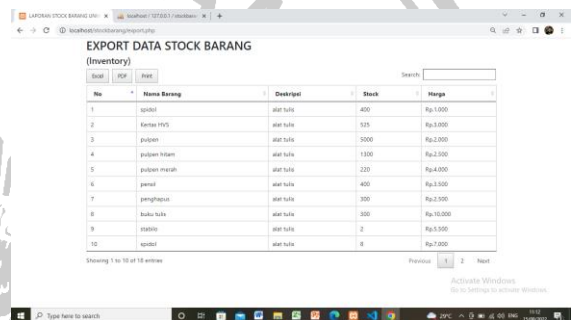 LAPORAN STOCK BARANG UNI
localhost / 127.0.0.1 / stockbara
localhost/stockbarang/export.php
EXPORT DATA STOCK BARANG
(Inventory)
Excel PDF Print Search:
No Nama Barang Deskripsi Stock Harga
1 spidol alat tulis 400 Rp.1.000
2 Kertas HVS alat tulis 525 Rp.3.000
3 pulpen alat tulis 5000 Rp.2.000
4 pulpen hitam alat tulis 1300 Rp.2.500
5 pulpen merah alat tulis 220 Rp.4.000
6 pensil alat tulis 400 Rp.3.500
7 penghapus alat tulis 300 Rp.2.500
8 buku tulis alat tulis 300 Rp.10.000
9 stabilo alat tulis 2 Rp.5.500
10 spidol alat tulis 0 Rp.7.000
Showing 1 to 10 of 18 entries Previous 1 2 Next
Activate Windows
Go to Settings to activate Windows.
Type here to search 29°C ENG 11:12